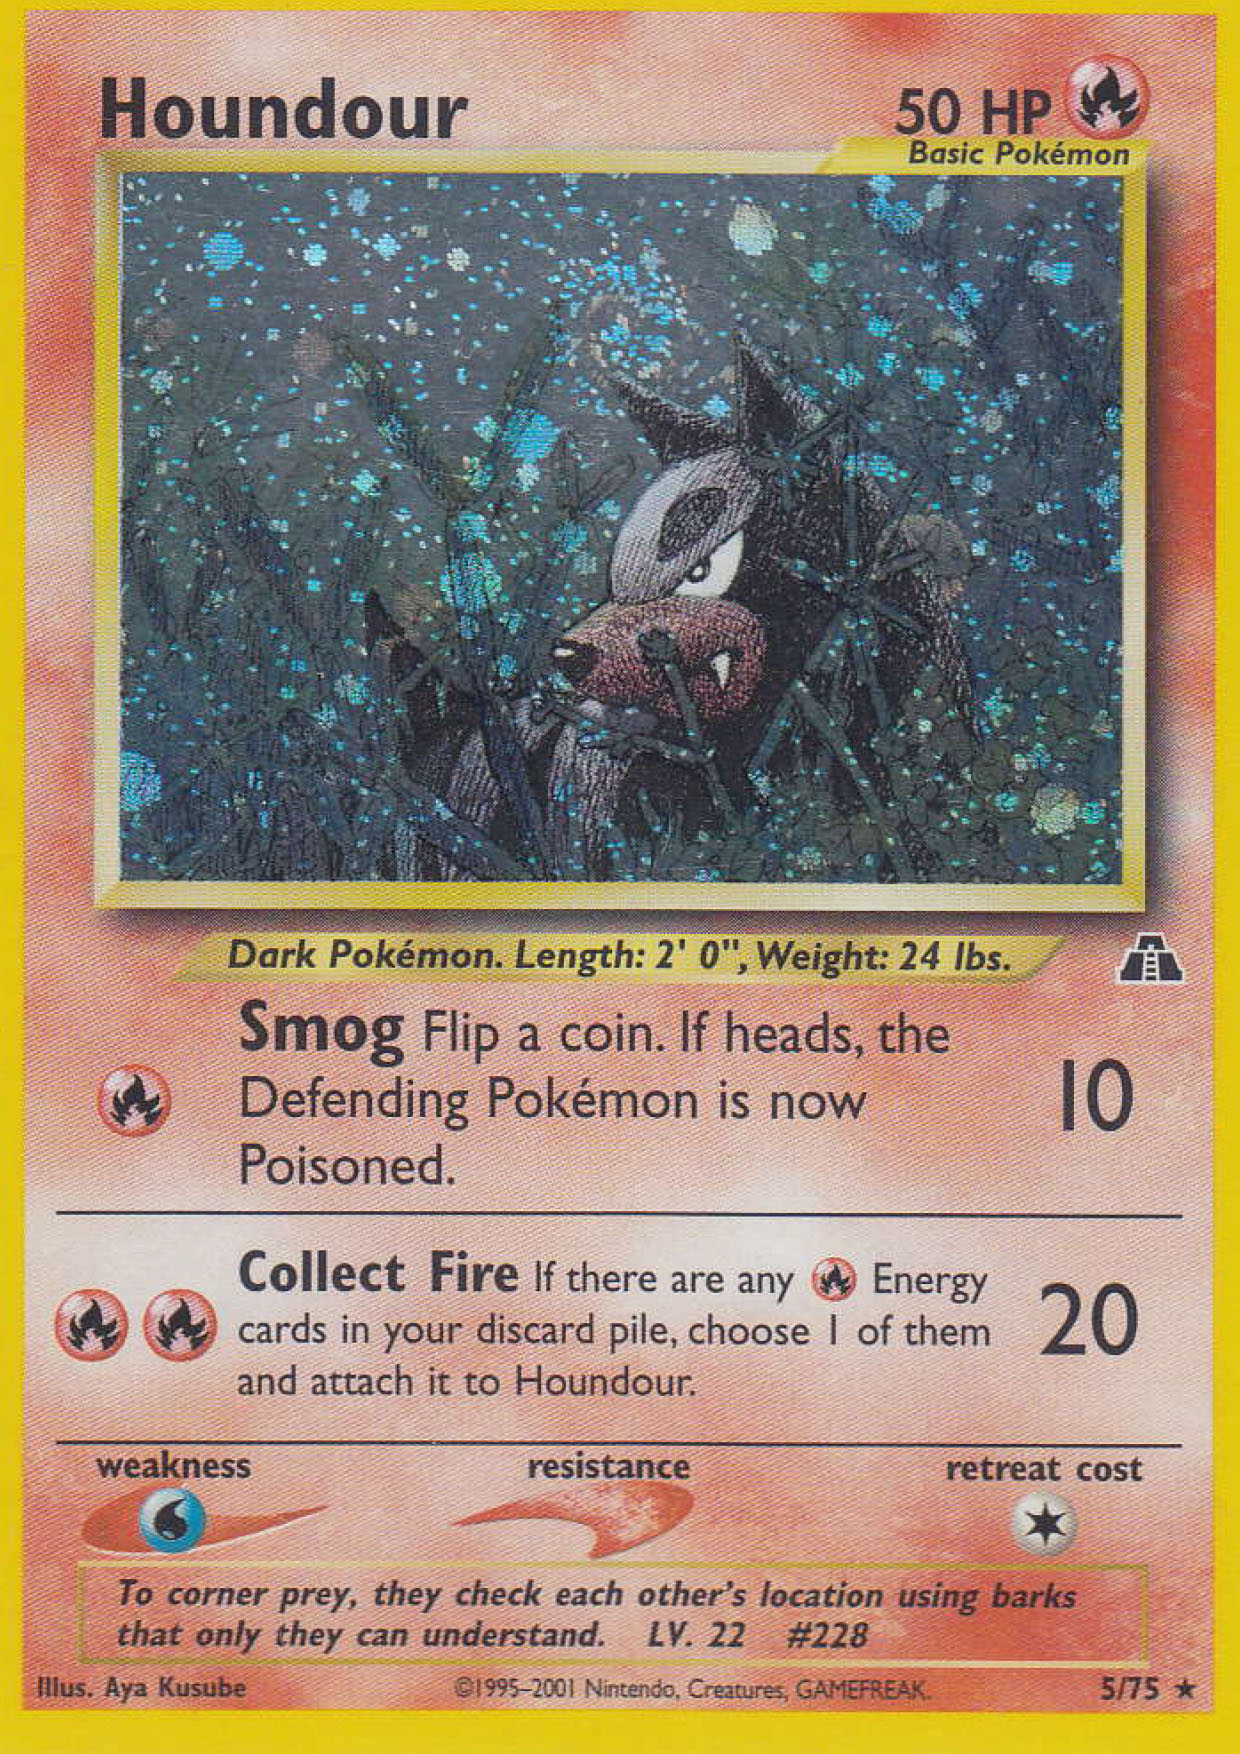 Houndour
50 HP
Basic Pokémon
Dark Pokémon. Length: 2' 0", Weight: 24 lbs.
Smog Flip a coin. If heads, the
Defending Pokémon is now
Poisoned.
10
Collect Fire If there are any Energy
cards in your discard pile, choose 1 of them
and attach it to Houndour.
20
weakness
resistance
retreat cost
To corner prey, they check each other's location using barks
that only they can understand. LV. 22 #228
Illus. Aya Kusube
©1995–2001 Nintendo, Creatures, GAMEFREAK.
5/75 ★